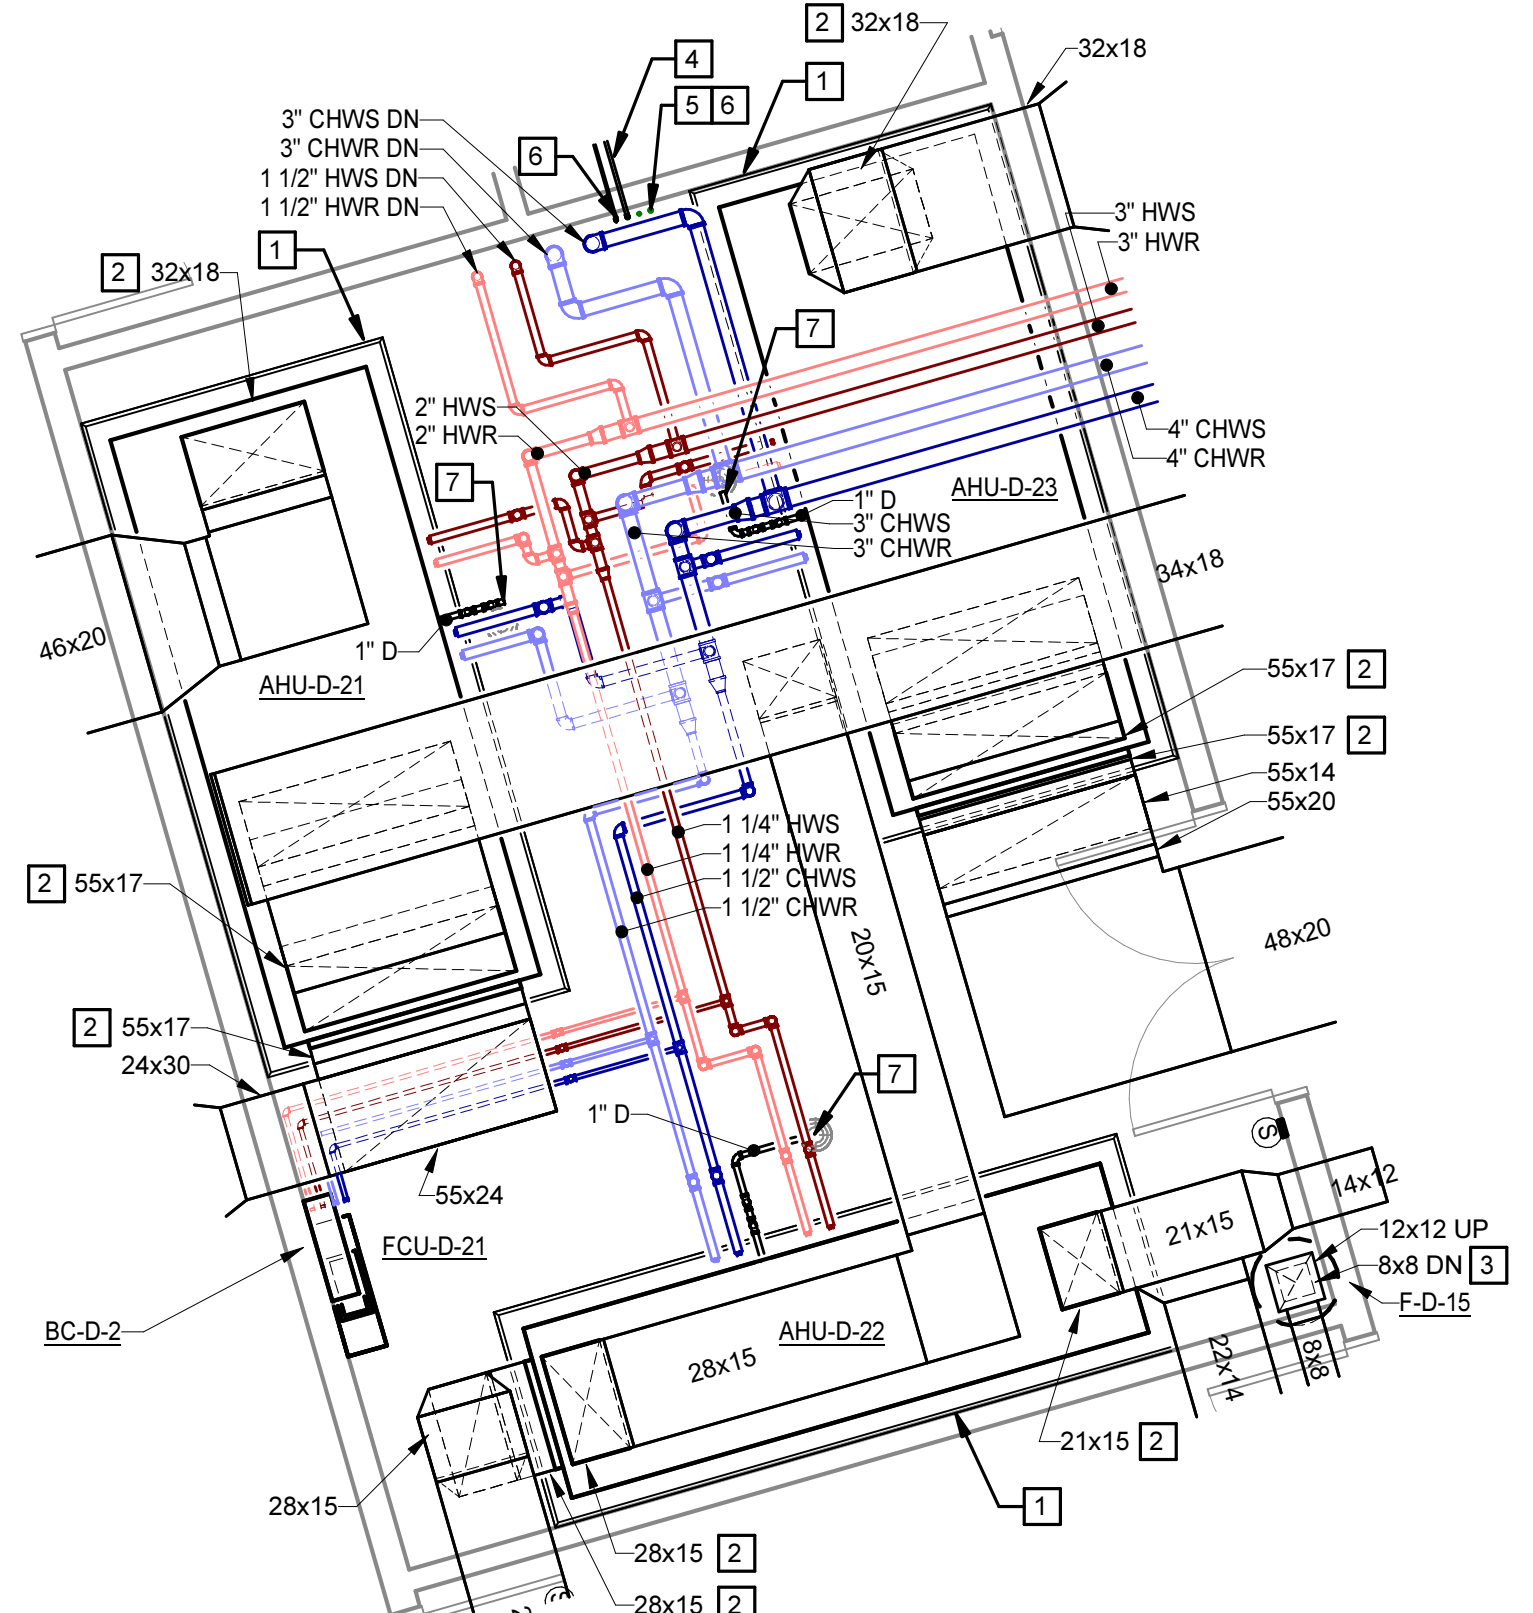 2 32x18
32x18
4
1
5 6
3" CHWS DN
3" CHWR DN
6
1 1/2" HWS DN
1 1/2" HWR DN
3" HWS
3" HWR
1
2 32x18
7
2" HWS
2" HWR
4" CHWS
4" CHWR
7
AHU-D-23
1" D
3" CHWS
3" CHWR
34x18
7
46x20
1" D
AHU-D-21
55x17 2
55x17 2
55x14
55x20
1 1/4" HWS
1 1/4" HWR
1 1/2" CHWS
1 1/2" CHWR
2 55x17
48x20
20x15
2 55x17
24x30
7
1" D
S
55x24
14x12
21x15
12x12 UP
8x8 DN 3
F-D-15
FCU-D-21
BC-D-2
AHU-D-22
28x15
22x14
8x8
21x15 2
28x15
1
28x15 2
28x15 2
S